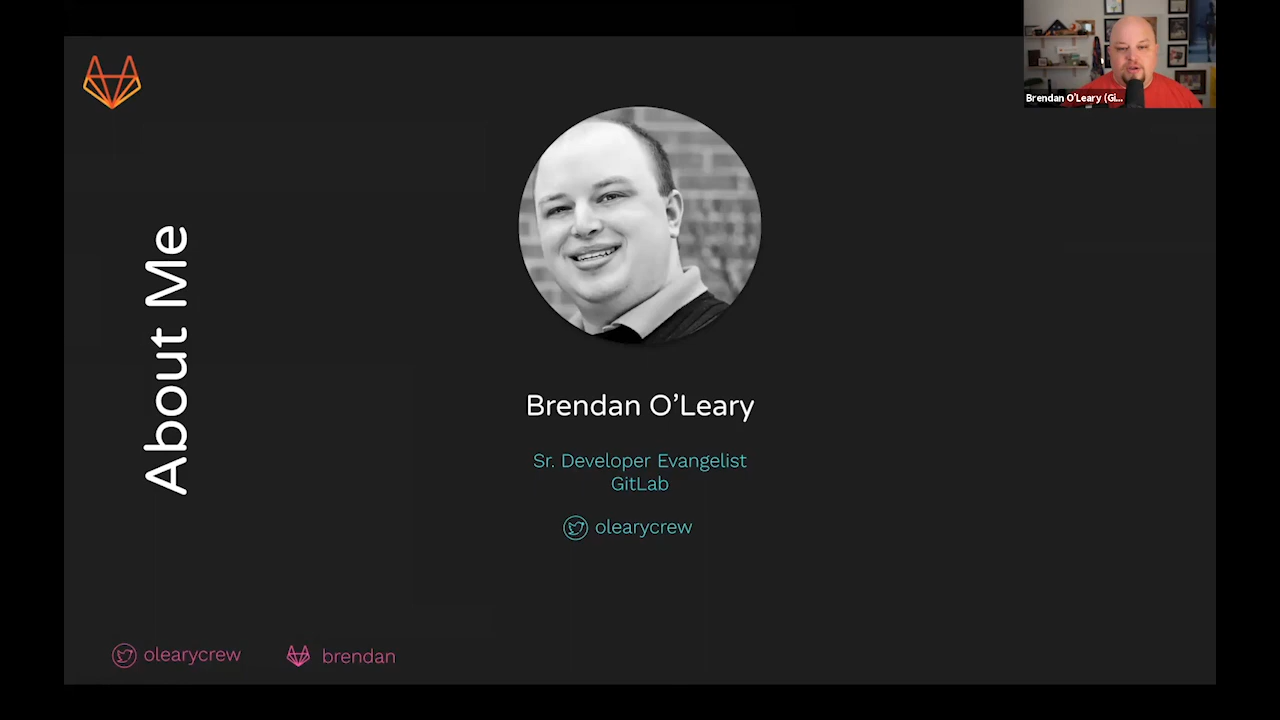 Brendan O'Leary (Gi...
About Me
Brendan O'Leary
Sr. Developer Evangelist
GitLab
olearycrew
olearycrew
brendan